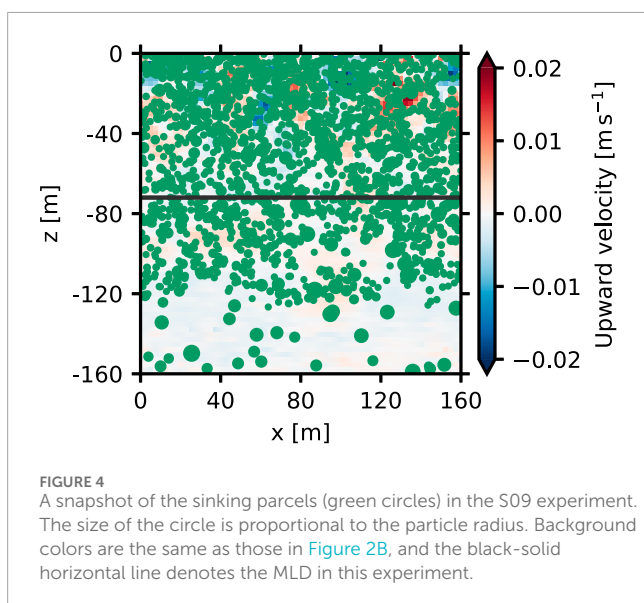 0
-40
-80
-120
-160
z [m]
0 40 80 120 160
x [m]
0.02
0.01
0.00
−0.01
−0.02
Upward velocity [m s⁻¹]
FIGURE 4
A snapshot of the sinking parcels (green circles) in the S09 experiment.
The size of the circle is proportional to the particle radius. Background
colors are the same as those in Figure 2B, and the black-solid
horizontal line denotes the MLD in this experiment.